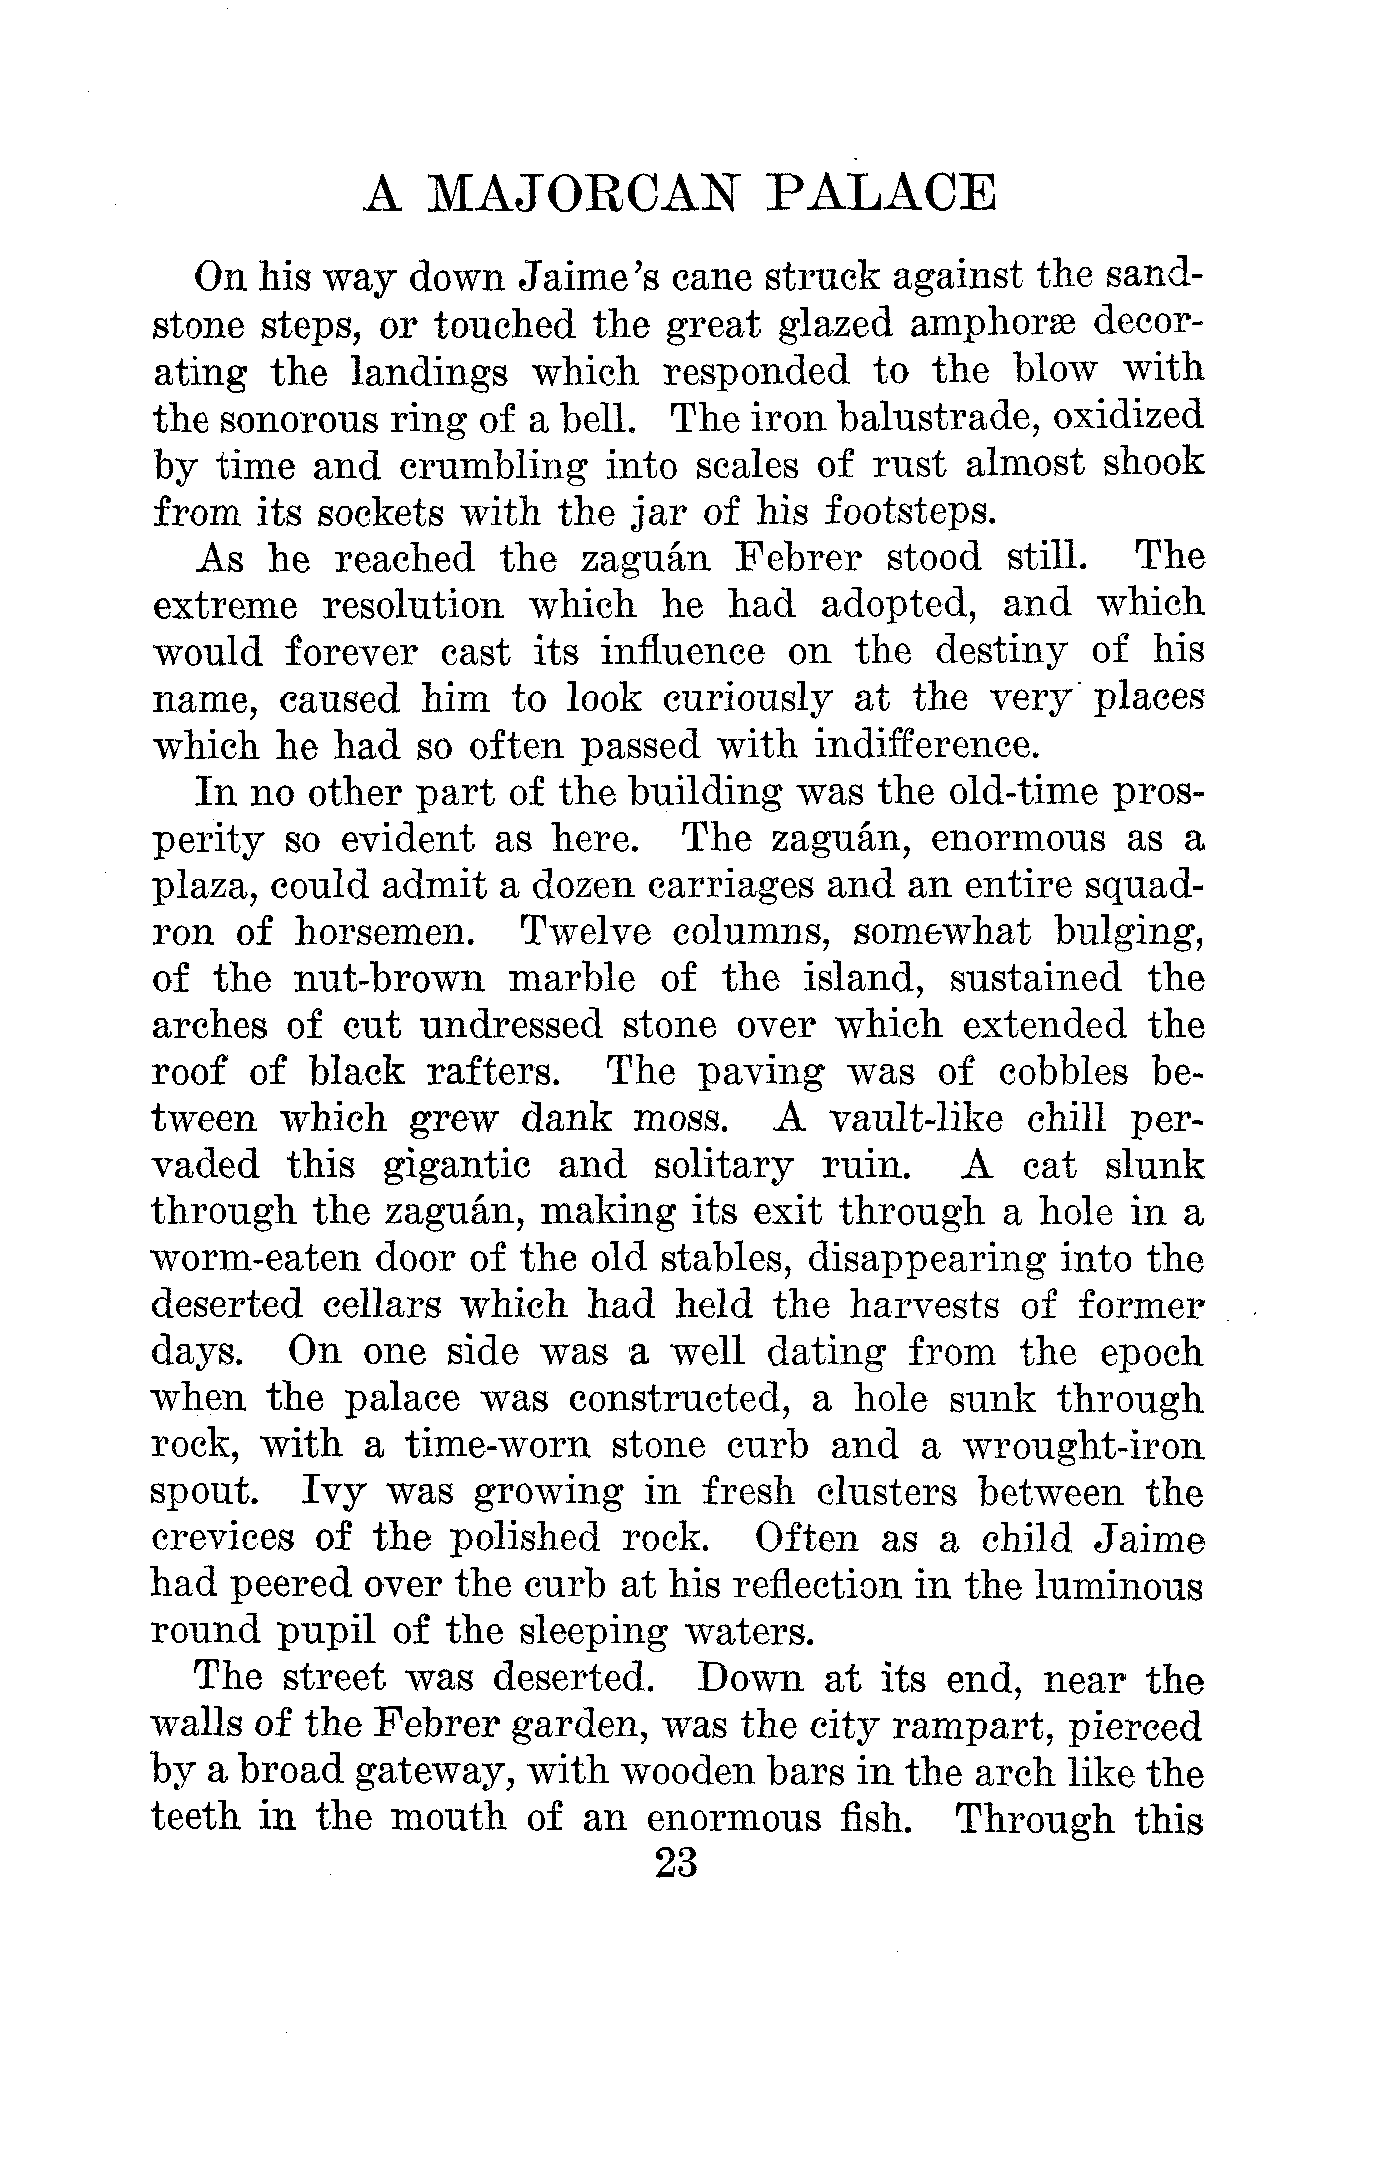 A MAJORCAN PALACE
On his way down Jaime's cane struck against the sand-
stone steps, or touched the great glazed amphoræ decor-
ating the landings which responded to the blow with
the sonorous ring of a bell. The iron balustrade, oxidized
by time and crumbling into scales of rust almost shook
from its sockets with the jar of his footsteps.
As he reached the zaguán Febrer stood still. The
extreme resolution which he had adopted, and which
would forever cast its influence on the destiny of his
name, caused him to look curiously at the very places
which he had so often passed with indifference.
In no other part of the building was the old-time pros-
perity so evident as here. The zaguán, enormous as a
plaza, could admit a dozen carriages and an entire squad-
ron of horsemen. Twelve columns, somewhat bulging,
of the nut-brown marble of the island, sustained the
arches of cut undressed stone over which extended the
roof of black rafters. The paving was of cobbles be-
tween which grew dank moss. A vault-like chill per-
vaded this gigantic and solitary ruin. A cat slunk
through the zaguán, making its exit through a hole in a
worm-eaten door of the old stables, disappearing into the
deserted cellars which had held the harvests of former
days. On one side was a well dating from the epoch
when the palace was constructed, a hole sunk through
rock, with a time-worn stone curb and a wrought-iron
spout. Ivy was growing in fresh clusters between the
crevices of the polished rock. Often as a child Jaime
had peered over the curb at his reflection in the luminous
round pupil of the sleeping waters.
The street was deserted. Down at its end, near the
walls of the Febrer garden, was the city rampart, pierced
by a broad gateway, with wooden bars in the arch like the
teeth in the mouth of an enormous fish. Through this
23